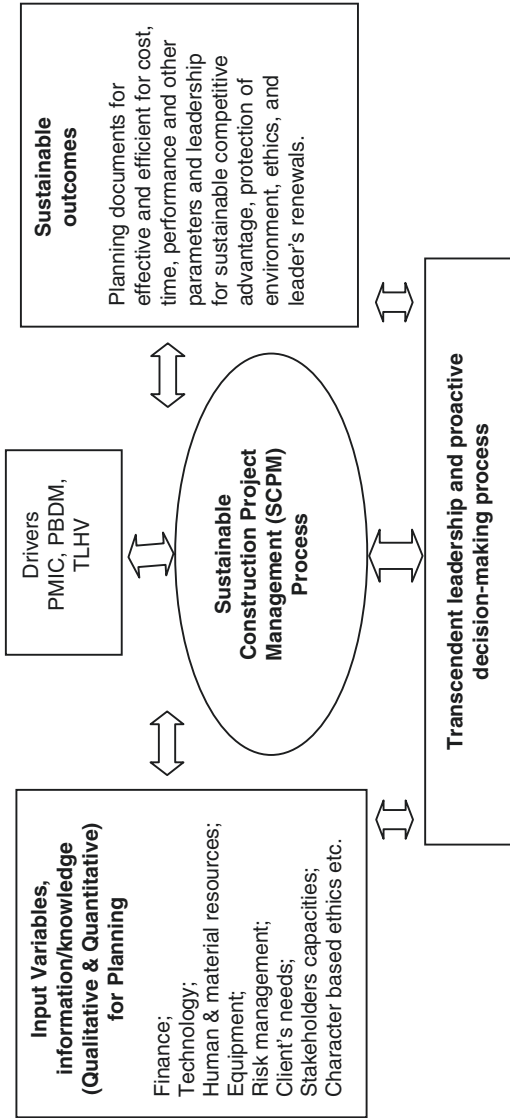 Input Variables,
information/knowledge
(Qualitative & Quantitative)
for Planning
Finance;
Technology;
Human & material resources;
Equipment;
Risk management;
Client's needs;
Stakeholders capacities;
Character based ethics etc.
Drivers
PMIC, PBDM,
TLHV
Sustainable
Construction Project
Management (SCPM)
Process
Sustainable
outcomes
Planning documents for
effective and efficient for cost,
time, performance and other
parameters and leadership
for sustainable competitive
advantage, protection of
environment, ethics, and
leader's renewals.
Transcendent leadership and proactive
decision-making process